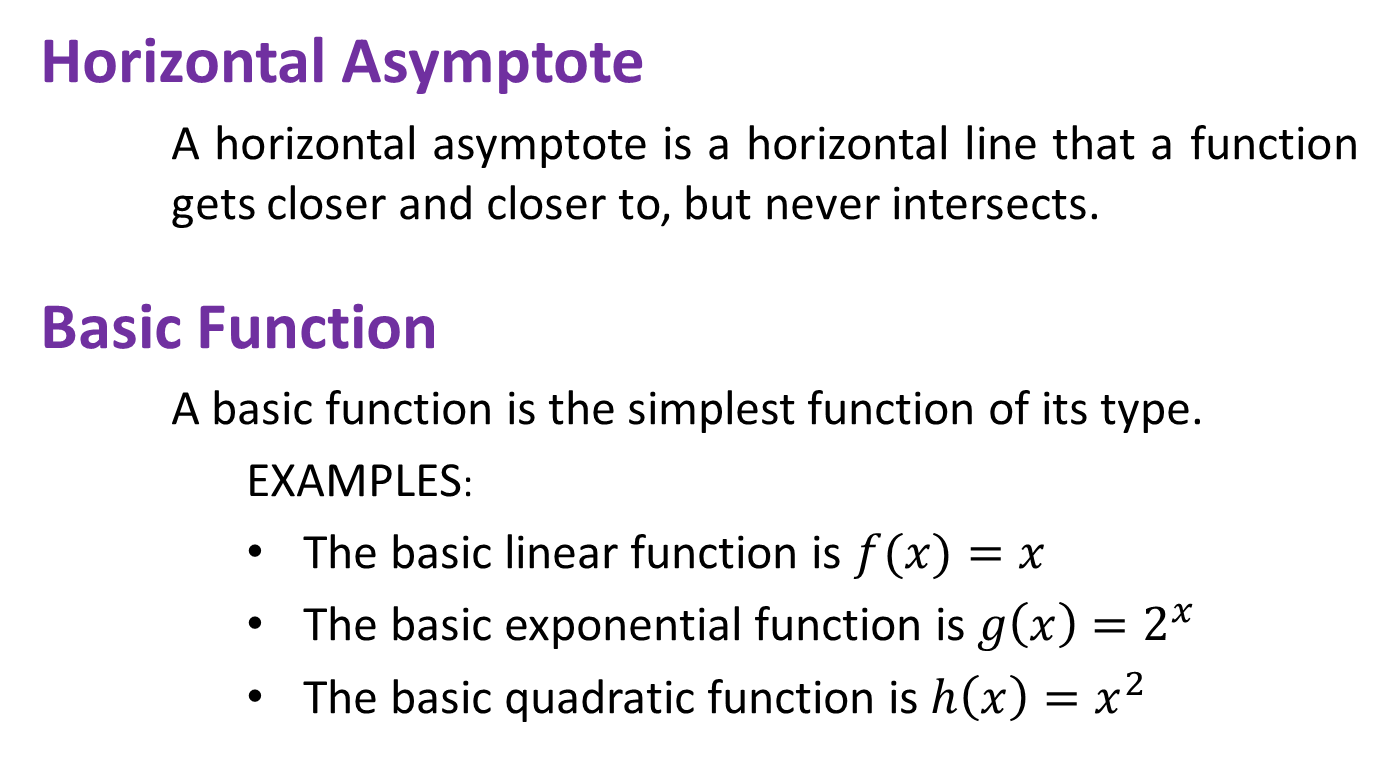 Horizontal Asymptote
A horizontal asymptote is a horizontal line that a function
gets closer and closer to, but never intersects.
Basic Function
A basic function is the simplest function of its type.
EXAMPLES:
• The basic linear function is 𝑓(𝑥) = 𝑥
• The basic exponential function is 𝑔(𝑥) = 2ˣ
• The basic quadratic function is ℎ(𝑥) = 𝑥²